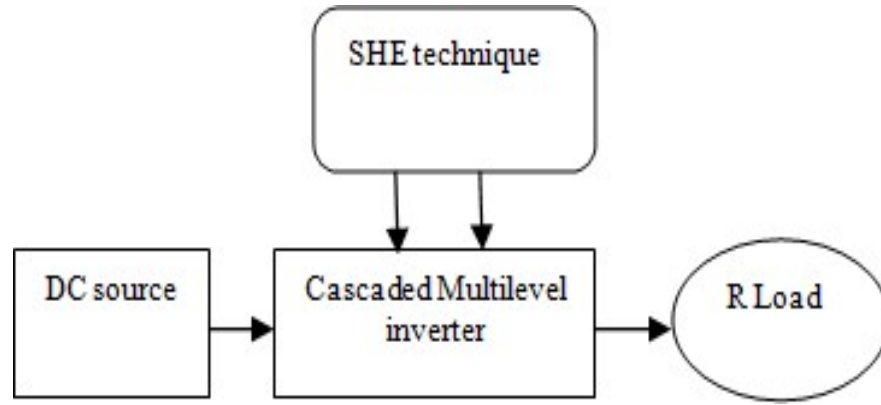 SHE technique
DC source
Cascaded Multilevel
inverter
R Load